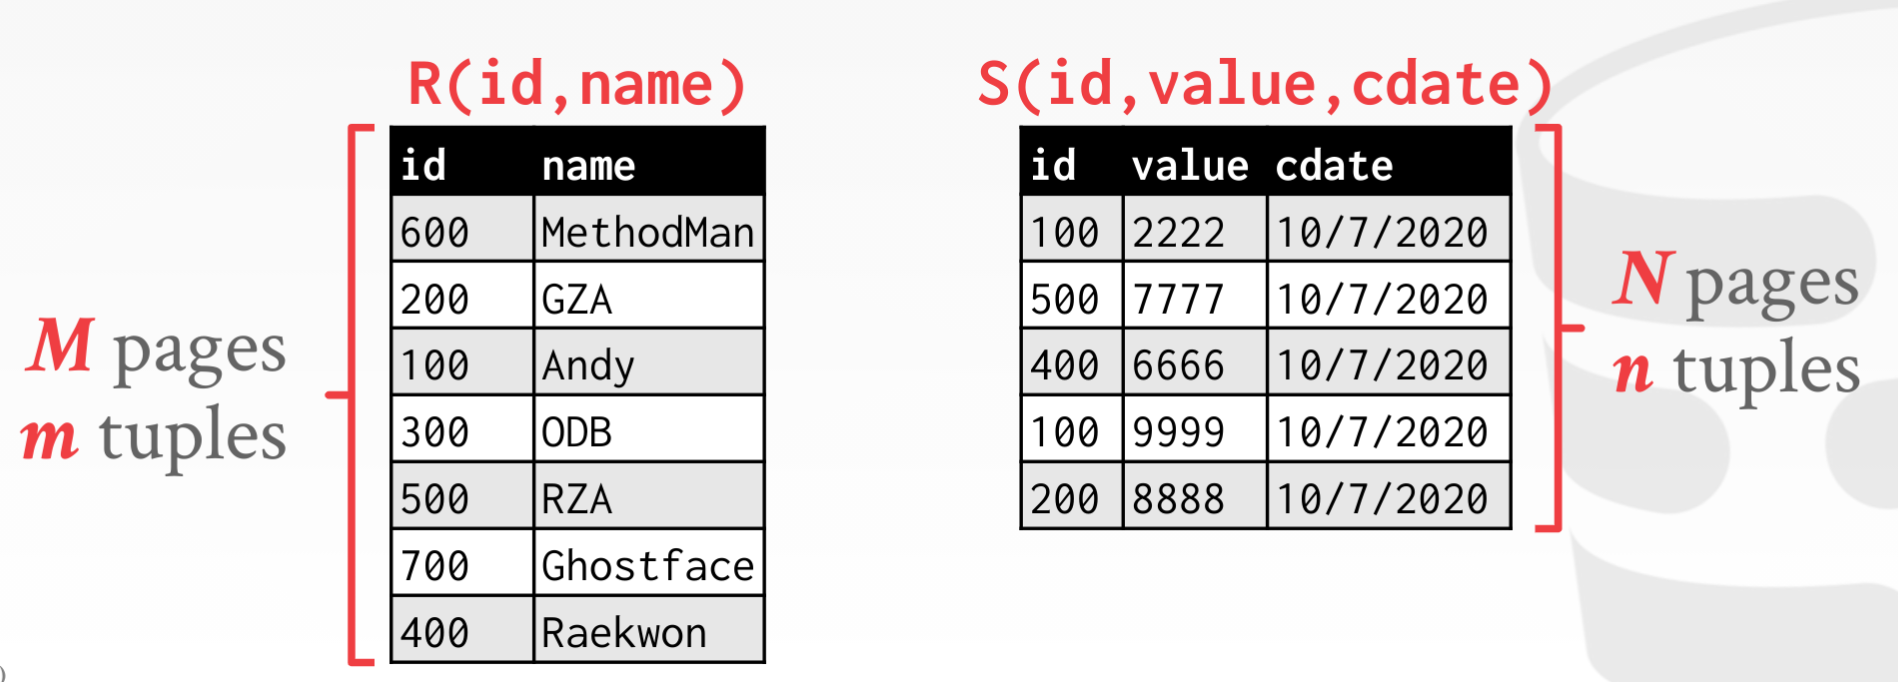 R(id,name)
id name
600 MethodMan
200 GZA
100 Andy
300 ODB
500 RZA
700 Ghostface
400 Raekwon
M pages
m tuples
S(id,value,cdate)
id value cdate
100 2222 10/7/2020
500 7777 10/7/2020
400 6666 10/7/2020
100 9999 10/7/2020
200 8888 10/7/2020
N pages
n tuples
)